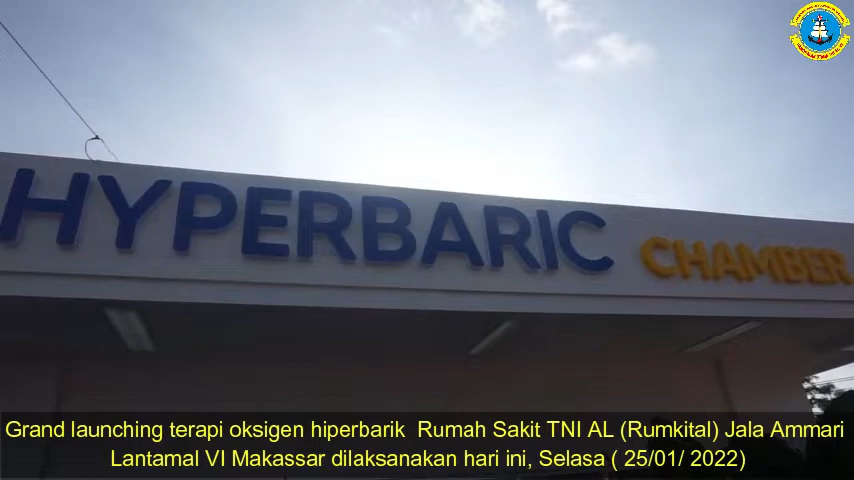 HYPERBARIC CHAMBER
Grand launching terapi oksigen hiperbarik Rumah Sakit TNI AL (Rumkital) Jala Ammari
Lantamal VI Makassar dilaksanakan hari ini, Selasa ( 25/01/ 2022)